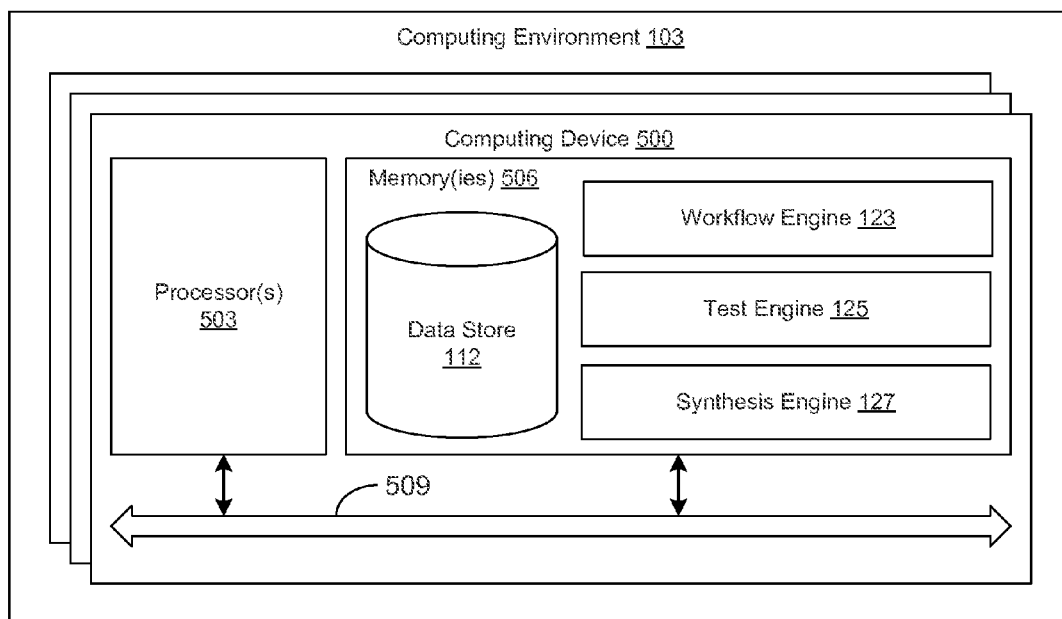 Computing Environment 103
Computing Device 500
Processor(s)
503
Memory(ies) 506
Data Store
112
Workflow Engine 123
Test Engine 125
Synthesis Engine 127
509